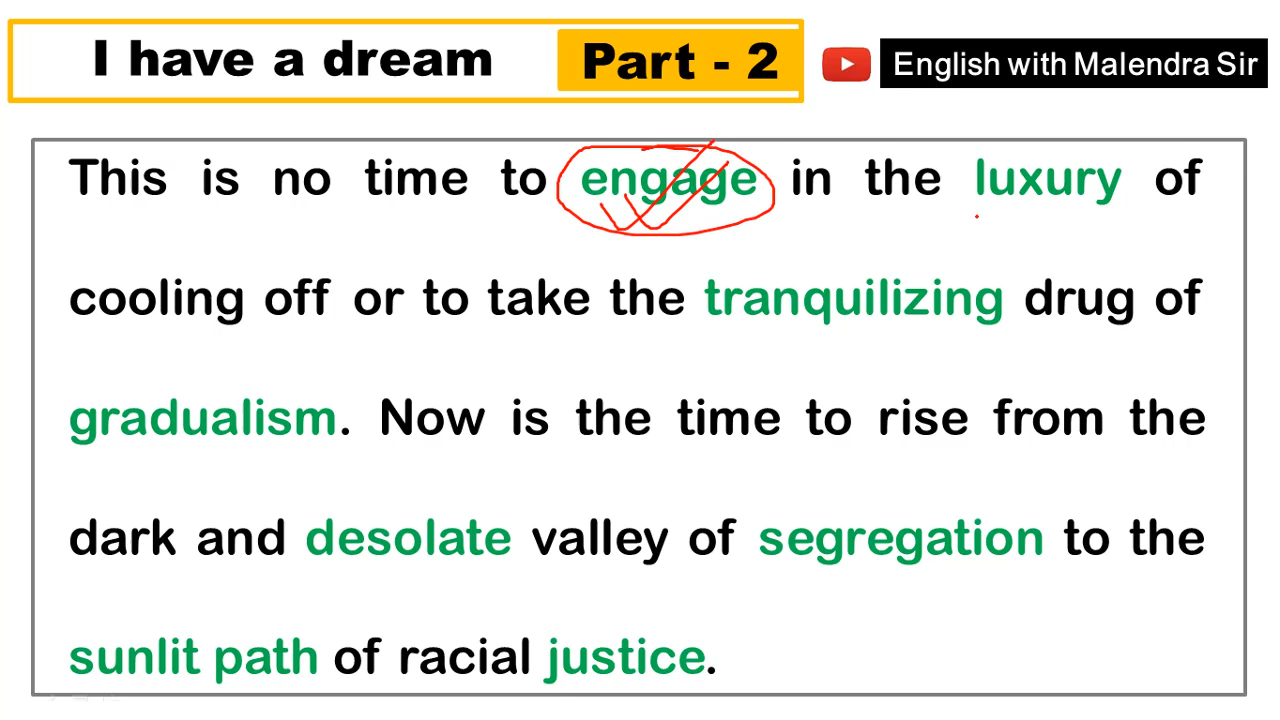 I have a dream Part - 2 English with Malendra Sir
This is no time to engage in the luxury of
cooling off or to take the tranquilizing drug of
gradualism. Now is the time to rise from the
dark and desolate valley of segregation to the
sunlit path of racial justice.